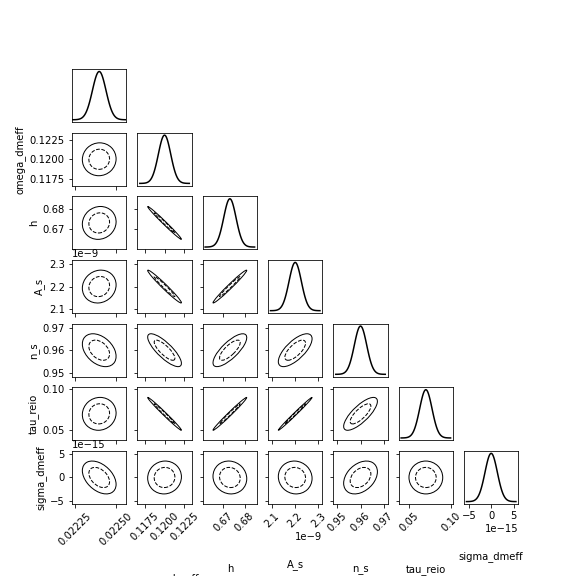 omega_dmeff
0.1225
0.1200
0.1175
h
0.68
0.67
1e−9
A_s
2.3
2.2
2.1
n_s
0.97
0.96
0.95
tau_reio
0.10
0.05
1e−15
sigma_dmeff
5
0
−5
0.02225 0.02250 0.1175 0.1200 0.1225 0.67 0.68 2.1 2.2 2.3 0.95 0.96 0.97 0.05 0.10 −5 0 5
1e−9 1e−15
sigma_dmeff
h A_s n_s tau_reio